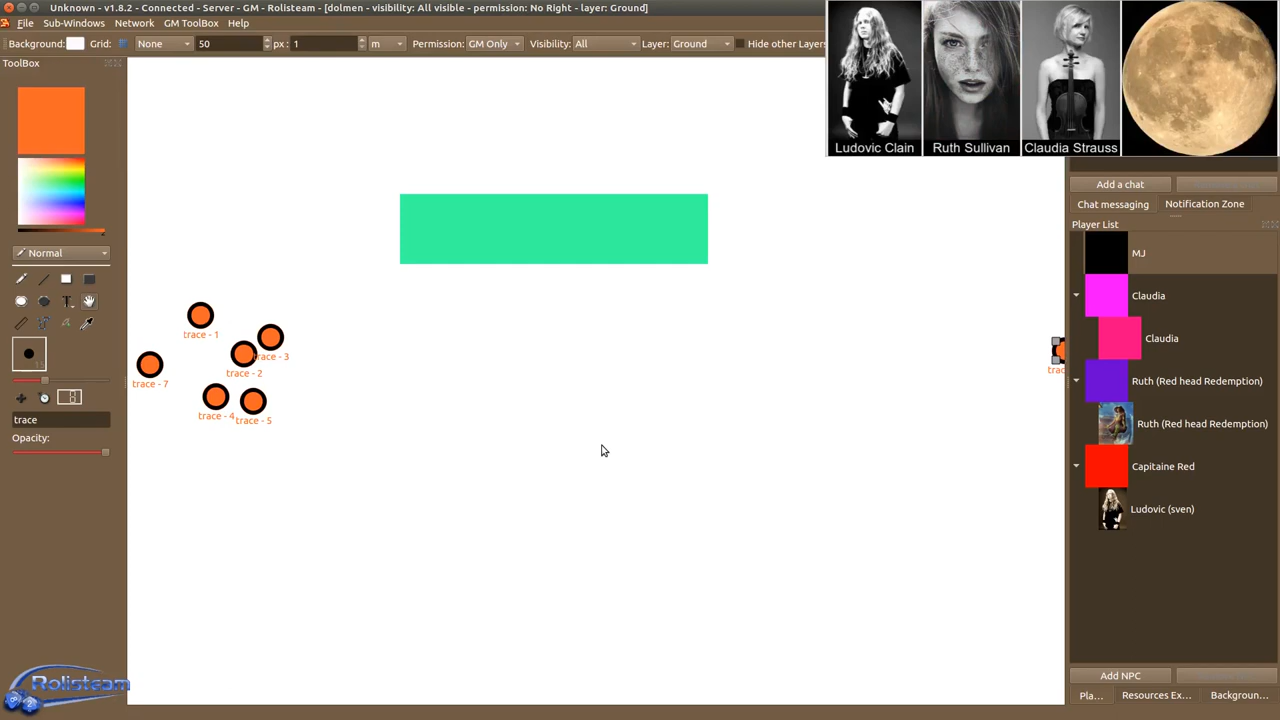 Unknown - v1.8.2 - Connected - Server - Rolisteam - [dolmen - visibility: All visible - permission: No Right - layer: Ground]
File Sub-Windows Network GM ToolBox Help
Background: Grid: None 50 px : 1 m Permission: GM Only Visibility: All Layer: Ground Hide other Layers
ToolBox
Ludovic Clain Ruth Sullivan Claudia Strauss
Add a chat
Chat messaging Notification Zone
Player List
MJ
Claudia
Claudia
Ruth (Red head Redemption)
Ruth (Red head Redemption)
Capitaine Red
Ludovic (sven)
Normal
T
15
trace
Opacity:
trace - 1
trace - 3
trace - 2
trace - 7
trace - 4
trace - 5
trac
Rolisteam
Add NPC
Pla... Resources Ex... Backgroun...